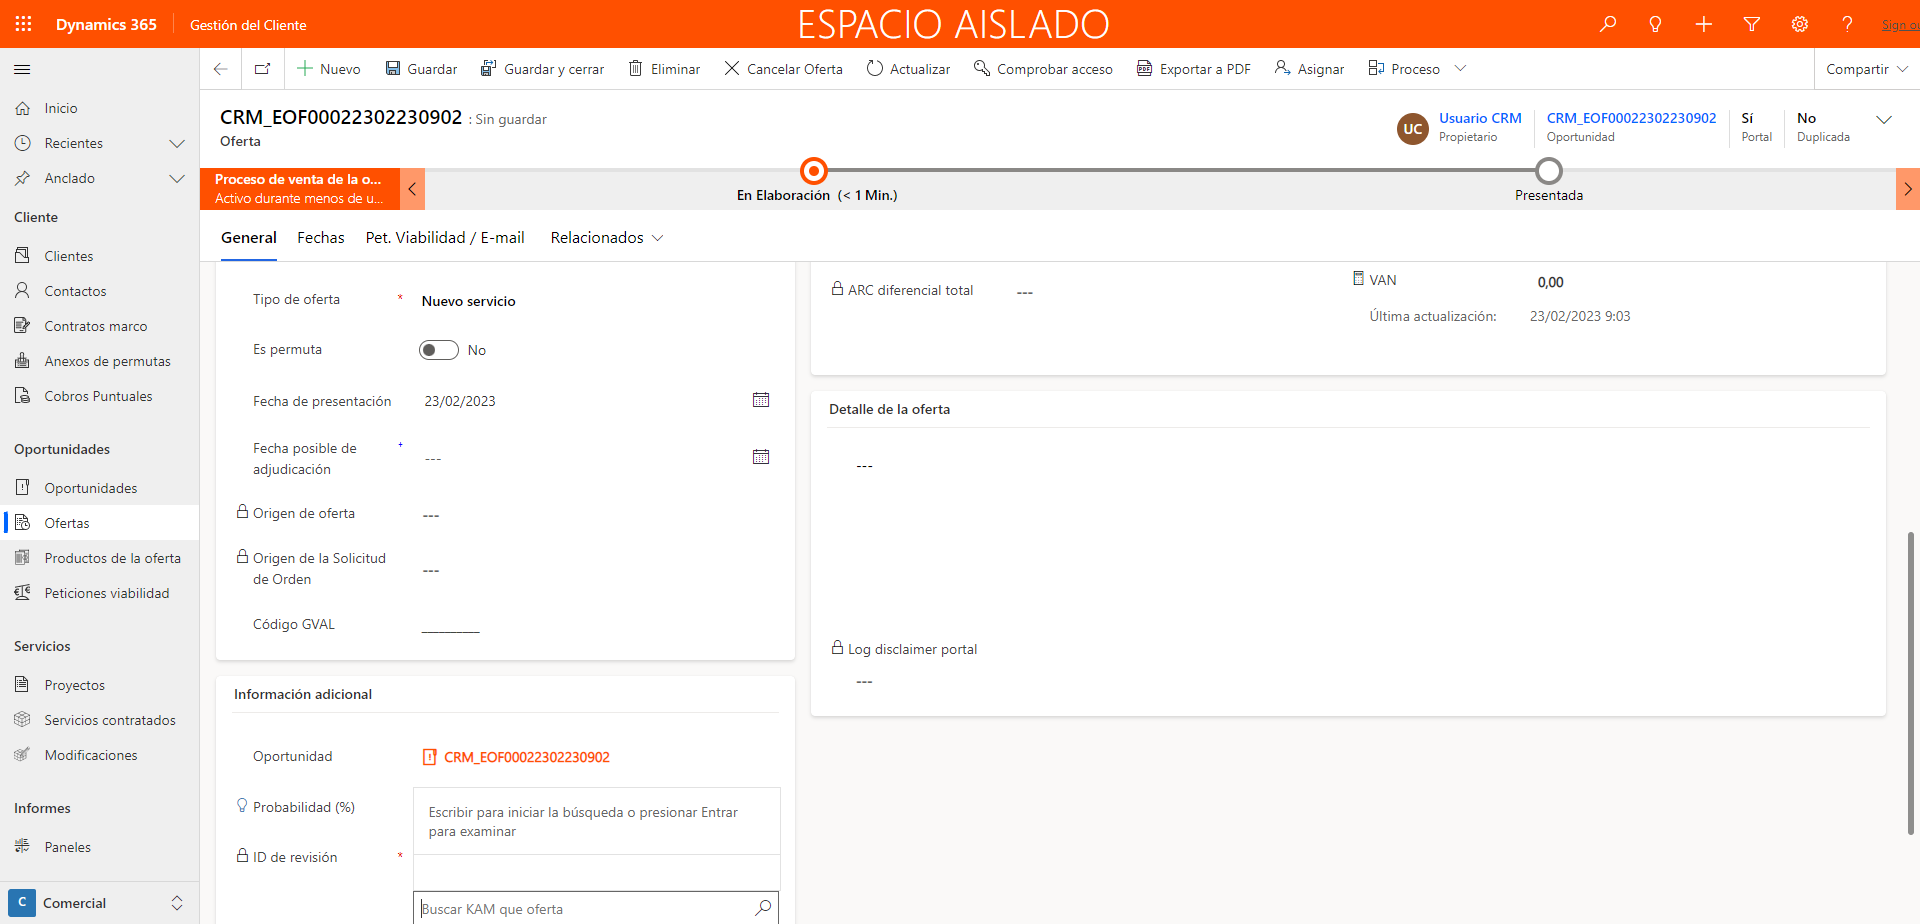 Dynamics 365
Gestión del Cliente
ESPACIO AISLADO
Nuevo
Guardar
Guardar y cerrar
Eliminar
Cancelar Oferta
Actualizar
Comprobar acceso
Exportar a PDF
Asignar
Proceso
Compartir
Inicio
Recientes
Anclado
Cliente
Clientes
Contactos
Contratos marco
Anexos de permutas
Cobros Puntuales
Oportunidades
Oportunidades
Ofertas
Productos de la oferta
Peticiones viabilidad
Servicios
Proyectos
Servicios contratados
Modificaciones
Informes
Paneles
C Comercial
CRM_EOF00022302230902 : Sin guardar
Oferta
UC
Usuario CRM
Propietario
CRM_EOF00022302230902
Oportunidad
Sí
Portal
No
Duplicada
Proceso de venta de la o...
Activo durante menos de u...
En Elaboración (< 1 Min.)
Presentada
General
Fechas
Pet. Viabilidad / E-mail
Relacionados
Tipo de oferta * Nuevo servicio
Es permuta No
Fecha de presentación 23/02/2023
Fecha posible de
adjudicación + ---
Origen de oferta ---
Origen de la Solicitud
de Orden ---
Código GVAL __________
Información adicional
Oportunidad CRM_EOF00022302230902
Probabilidad (%)
Escribir para iniciar la búsqueda o presionar Entrar
para examinar
ID de revisión *
Buscar KAM que oferta
ARC diferencial total ---
VAN 0,00
Última actualización: 23/02/2023 9:03
Detalle de la oferta
---
Log disclaimer portal
---